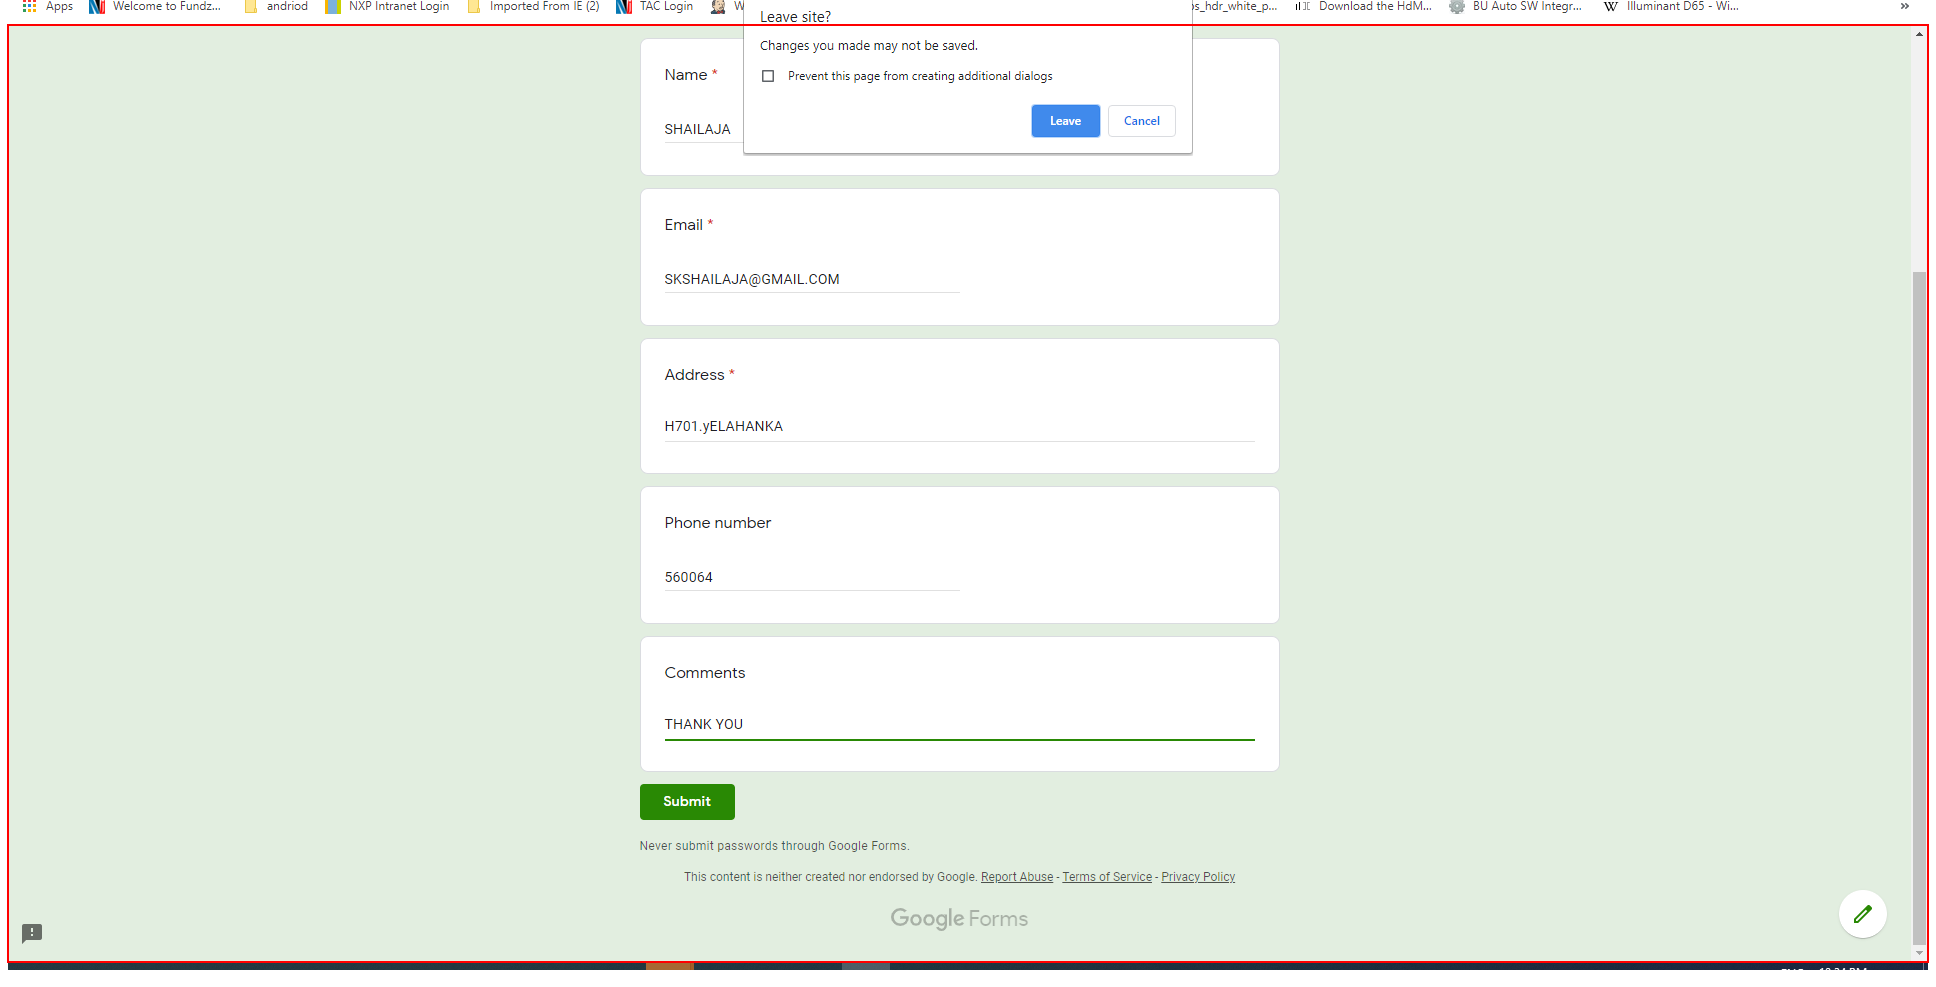 Apps Welcome to Fundz... andriod NXP Intranet Login Imported From IE (2) TAC Login W os_hdr_white_p... Download the HdM... BU Auto SW Integr... W Illuminant D65 - Wi... »
Leave site?
Changes you made may not be saved.
Prevent this page from creating additional dialogs
Leave Cancel
Name *
SHAILAJA
Email *
SKSHAILAJA@GMAIL.COM
Address *
H701.yELAHANKA
Phone number
560064
Comments
THANK YOU
Submit
Never submit passwords through Google Forms.
This content is neither created nor endorsed by Google. Report Abuse - Terms of Service - Privacy Policy
Google Forms